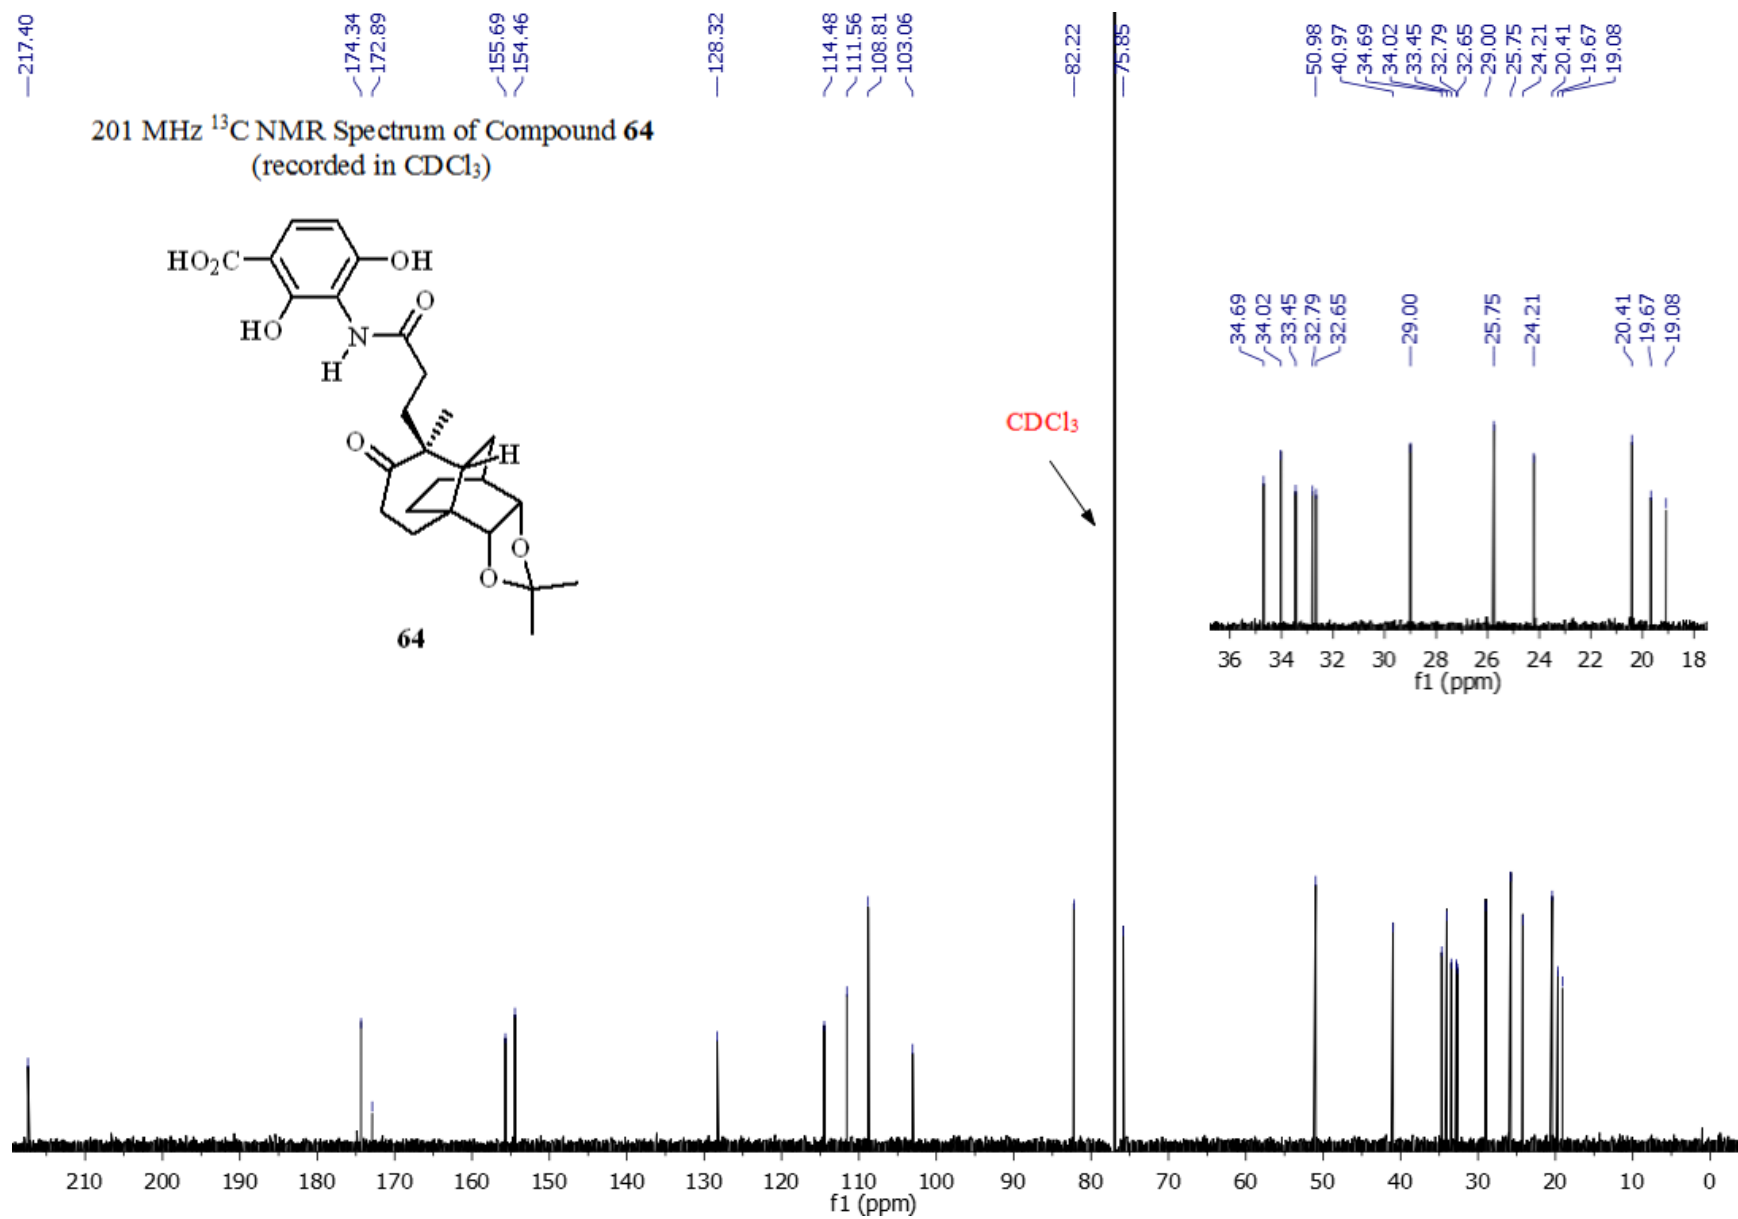 217.40
174.34
172.89
155.69
154.46
128.32
114.48
111.56
108.81
103.06
82.22
75.85
50.98
40.97
34.69
34.02
33.45
32.79
32.65
29.00
25.75
24.21
20.41
19.67
19.08
201 MHz ¹³C NMR Spectrum of Compound 64
(recorded in CDCl₃)
HO₂C
OH
HO
O
N
H
O
H
O
O
64
CDCl₃
34.69
34.02
33.45
32.79
32.65
29.00
25.75
24.21
20.41
19.67
19.08
36 34 32 30 28 26 24 22 20 18
f1 (ppm)
210 200 190 180 170 160 150 140 130 120 110 100 90 80 70 60 50 40 30 20 10 0
f1 (ppm)